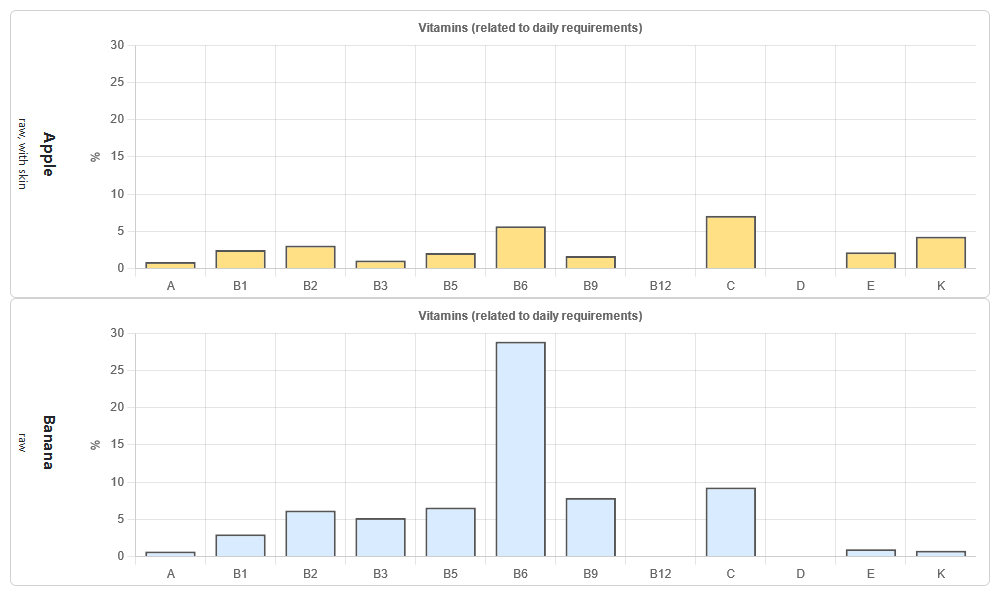 Vitamins (related to daily requirements)
Apple
raw, with skin
%
30
25
20
15
10
5
0
A B1 B2 B3 B5 B6 B9 B12 C D E K
Vitamins (related to daily requirements)
Banana
raw
%
30
25
20
15
10
5
0
A B1 B2 B3 B5 B6 B9 B12 C D E K